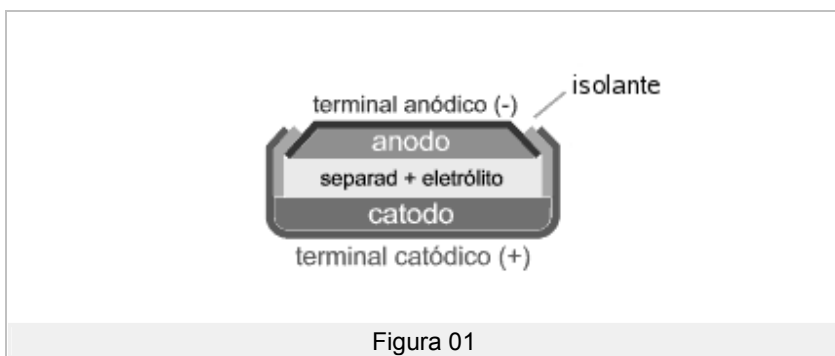 isolante
terminal anódico (-)
anodo
separad + eletrólito
catodo
terminal catódico (+)
Figura 01